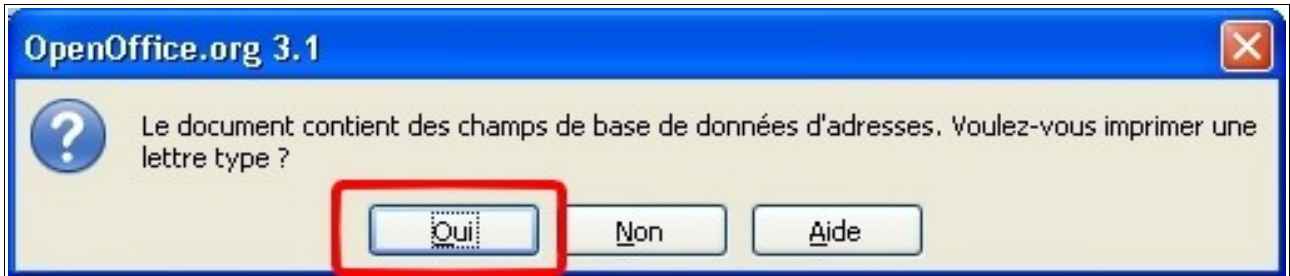 OpenOffice.org 3.1
Le document contient des champs de base de données d'adresses. Voulez-vous imprimer une
lettre type ?
Oui Non Aide